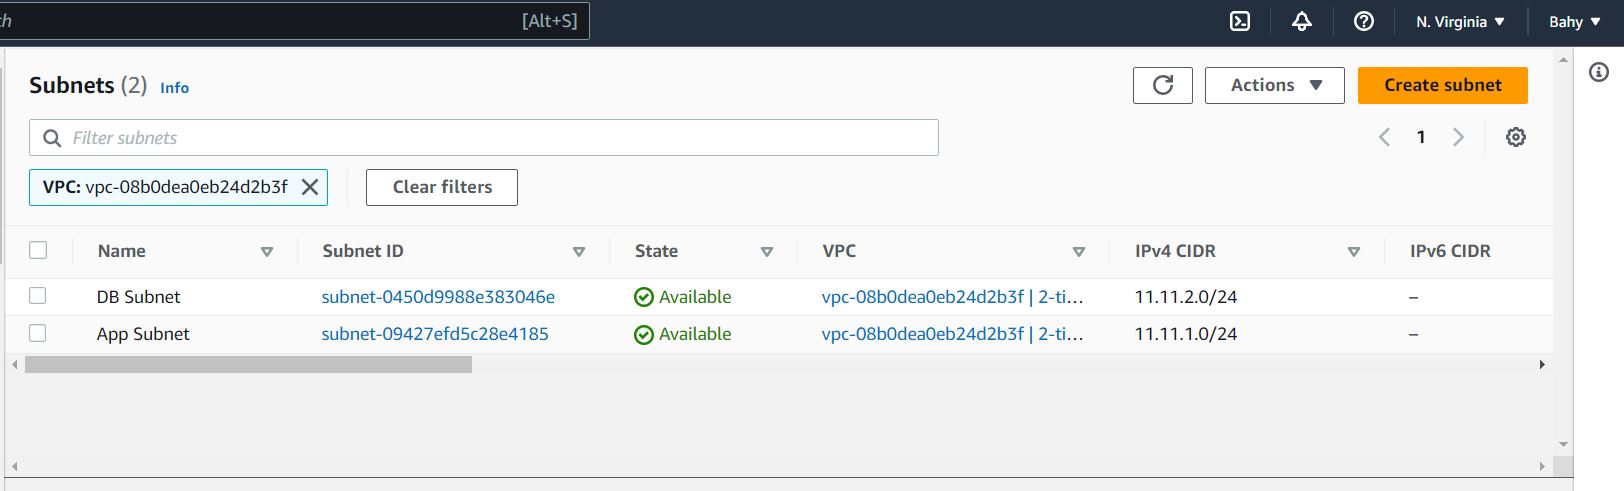 [Alt+S] N. Virginia Bahy
Subnets (2) Info Actions Create subnet
Filter subnets 1
VPC: vpc-08b0dea0eb24d2b3f Clear filters
Name Subnet ID State VPC IPv4 CIDR IPv6 CIDR
DB Subnet subnet-0450d9988e383046e Available vpc-08b0dea0eb24d2b3f | 2-ti... 11.11.2.0/24 –
App Subnet subnet-09427efd5c28e4185 Available vpc-08b0dea0eb24d2b3f | 2-ti... 11.11.1.0/24 –